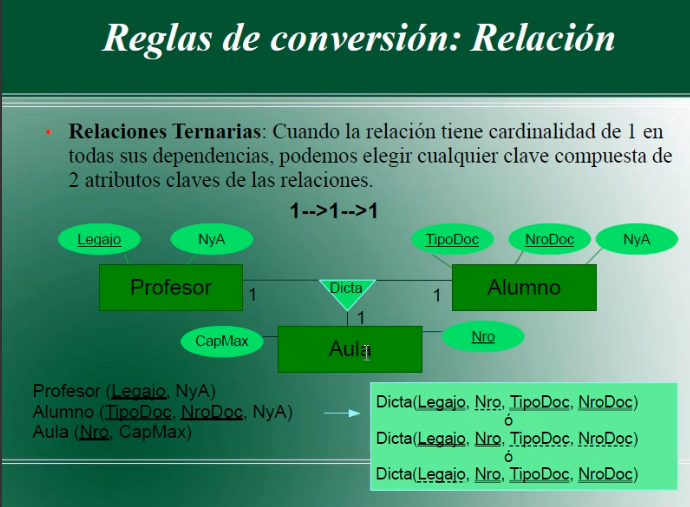 Reglas de conversión: Relación
• Relaciones Ternarias: Cuando la relación tiene cardinalidad de 1 en
todas sus dependencias, podemos elegir cualquier clave compuesta de
2 atributos claves de las relaciones.
1-->1-->1
Legajo NyA TipoDoc NroDoc NyA
Profesor 1 Dicta 1 Alumno
1
CapMax Aula Nro
Profesor (Legajo, NyA)
Alumno (TipoDoc, NroDoc, NyA)
Aula (Nro, CapMax)
Dicta(Legajo, Nro, TipoDoc, NroDoc)
ó
Dicta(Legajo, Nro, TipoDoc, NroDoc)
ó
Dicta(Legajo, Nro, TipoDoc, NroDoc)